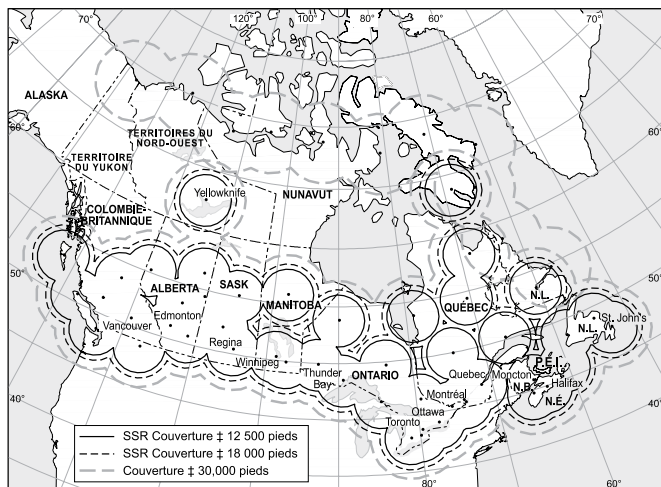 120° 100° 80° 60° 70°
70°
ALASKA
60°
TERRITOIRES DU
NORD-OUEST
TERRITOIRE
DU YUKON
NUNAVUT
Yellowknife
COLOMBIE-
BRITANNIQUE
60°
50°
ALBERTA
SASK
MANITOBA
Edmonton
Vancouver
Regina
Winnipeg
Thunder
Bay
ONTARIO
QUÉBEC
N.L.
N.L.
St. John's
P.E.I.
Quebec
Moncton
N.B.
Halifax
N.É.
Montréal
Ottawa
Toronto
50°
40°
40°
80°
60°
SSR Couverture ‡ 12 500 pieds
SSR Couverture ‡ 18 000 pieds
Couverture ‡ 30,000 pieds